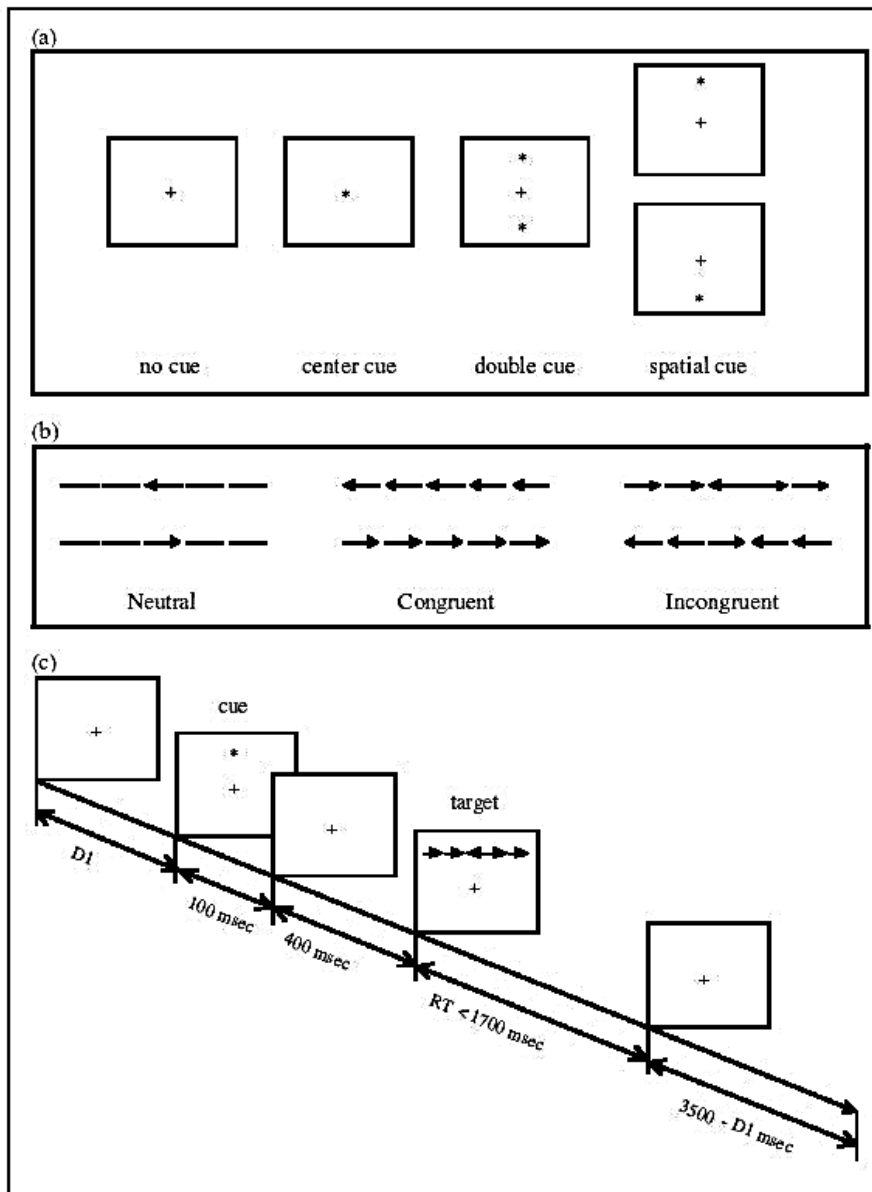 (a)
+
*
*
+
*
*
+
+
*
no cue
center cue
double cue
spatial cue
(b)
Neutral
Congruent
Incongruent
(c)
+
cue
*
+
+
target
+
+
D1
100 msec
400 msec
RT <1700 msec
3500 - D1 msec